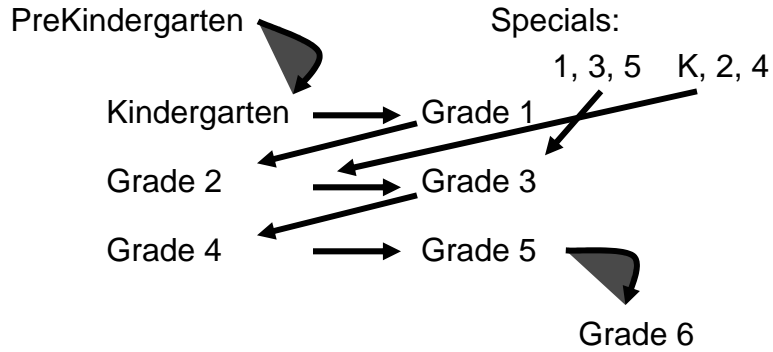 PreKindergarten Specials:
1, 3, 5 K, 2, 4
Kindergarten Grade 1
Grade 2 Grade 3
Grade 4 Grade 5
Grade 6